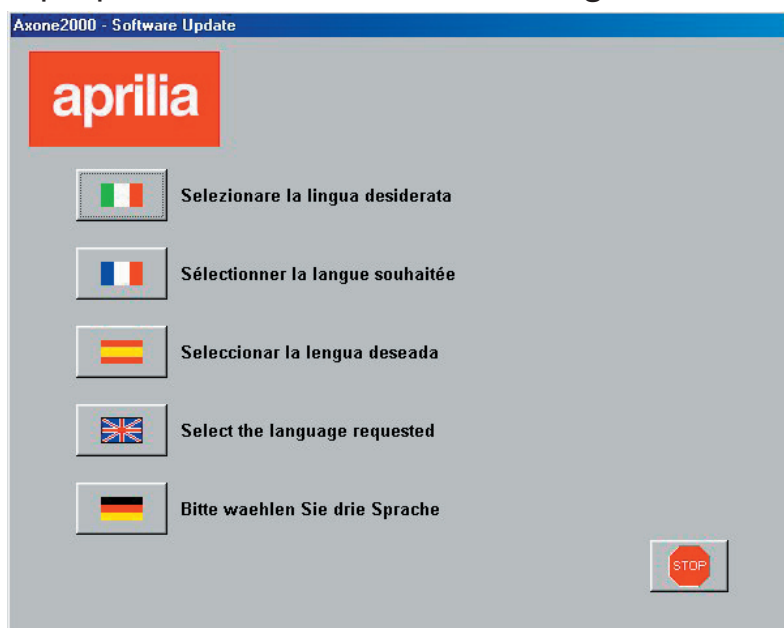 Axone2000 - Software Update
aprilia
Selezionare la lingua desiderata
Sélectionner la langue souhaitée
Seleccionar la lengua deseada
Select the language requested
Bitte waehlen Sie drie Sprache
STOP